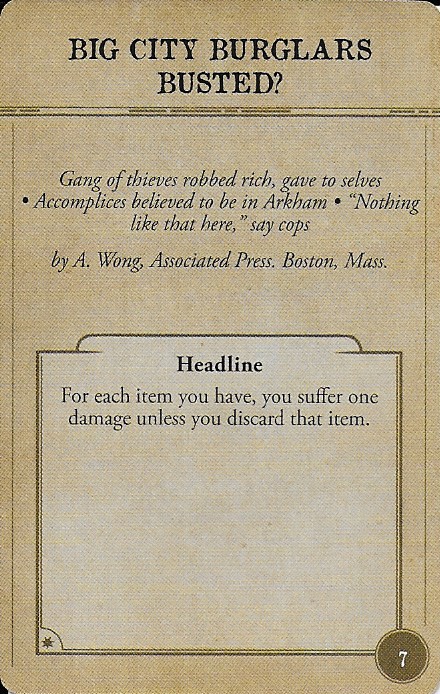 BIG CITY BURGLARS
BUSTED?
Gang of thieves robbed rich, gave to selves
• Accomplices believed to be in Arkham • “Nothing
like that here,” say cops
by A. Wong, Associated Press. Boston, Mass.
Headline
For each item you have, you suffer one
damage unless you discard that item.
7